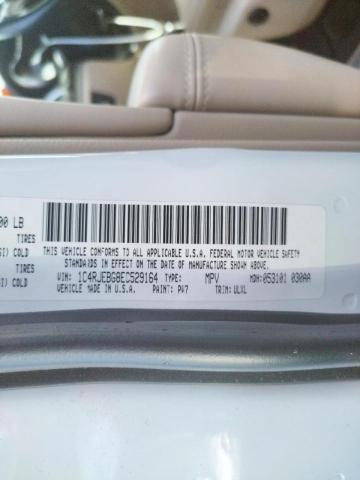 00 LB
TIRES
SI) COLD
TIRES
SI) COLD
THIS VEHICLE CONFORMS TO ALL APPLICABLE U.S.A. FEDERAL MOTOR VEHICLE SAFETY
STANDARDS IN EFFECT ON THE DATE OF MANUFACTURE SHOWN ABOVE.
VIN: 1C4RJEBG8EC529164 TYPE: MPV MDH: 053101 030AA
VEHICLE MADE IN U.S.A. PAINT: PW7 TRIM: ULXL